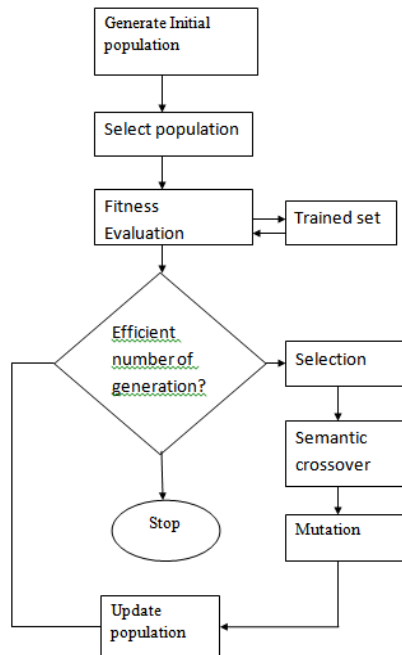 Generate Initial
population
Select population
Fitness
Evaluation
Trained set
Efficient
number of
generation?
Selection
Semantic
crossover
Stop
Mutation
Update
population